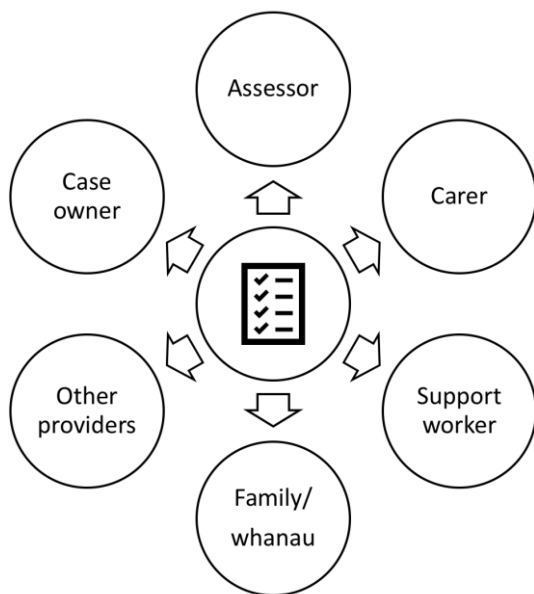 Assessor
Case
owner
Carer
Other
providers
Support
worker
Family/
whanau